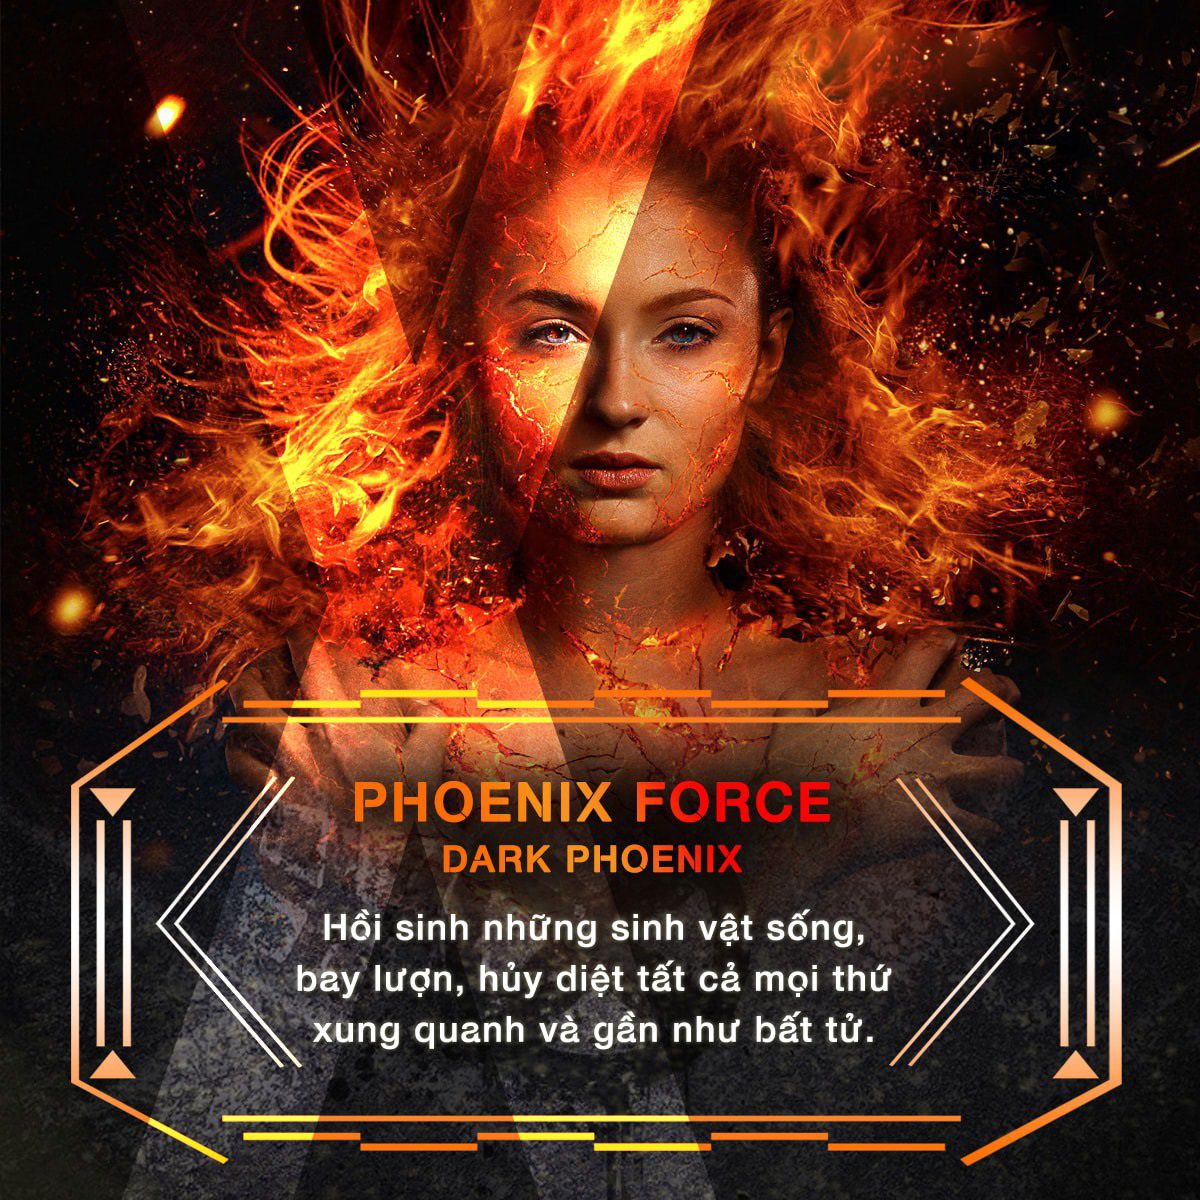 PHOENIX FORCE
DARK PHOENIX
Hồi sinh những sinh vật sống,
bay lượn, hủy diệt tất cả mọi thứ
xung quanh và gần như bất tử.